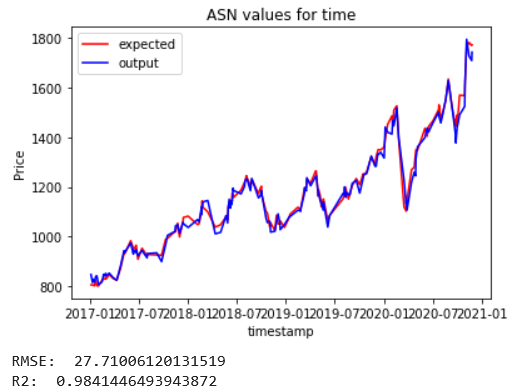 ASN values for time
1800
expected
output
1600
1400
Price
1200
1000
800
2017-01 2017-07 2018-01 2018-07 2019-01 2019-07 2020-01 2020-07 2021-01
timestamp
RMSE:  27.71006120131519
R2:  0.9841446493943872